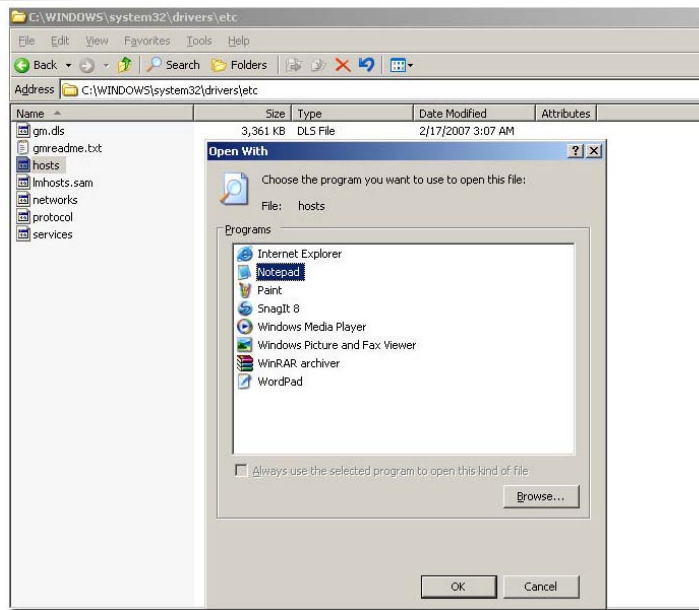 C:\WINDOWS\system32\drivers\etc
File Edit View Favorites Tools Help
Back Search Folders
Address C:\WINDOWS\system32\drivers\etc
Name Size Type Date Modified Attributes
gm.dls 3,361 KB DLS File 2/17/2007 3:07 AM
gmreadme.txt
hosts
lmhosts.sam
networks
protocol
services
Open With
Choose the program you want to use to open this file:
File: hosts
Programs
Internet Explorer
Notepad
Paint
SnagIt 8
Windows Media Player
Windows Picture and Fax Viewer
WinRAR archiver
WordPad
Always use the selected program to open this kind of file
Browse...
OK Cancel